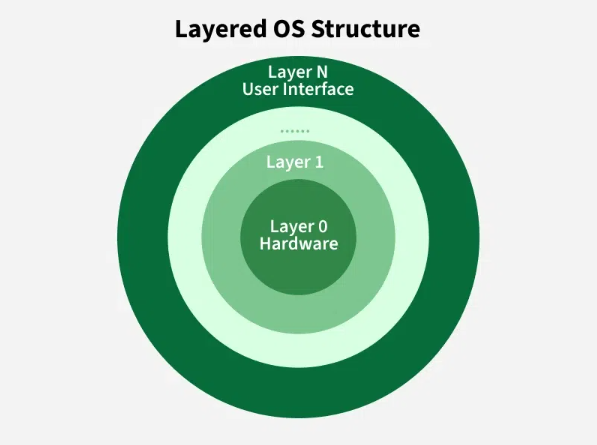 Layered OS Structure
Layer N
User Interface
......
Layer 1
Layer 0
Hardware